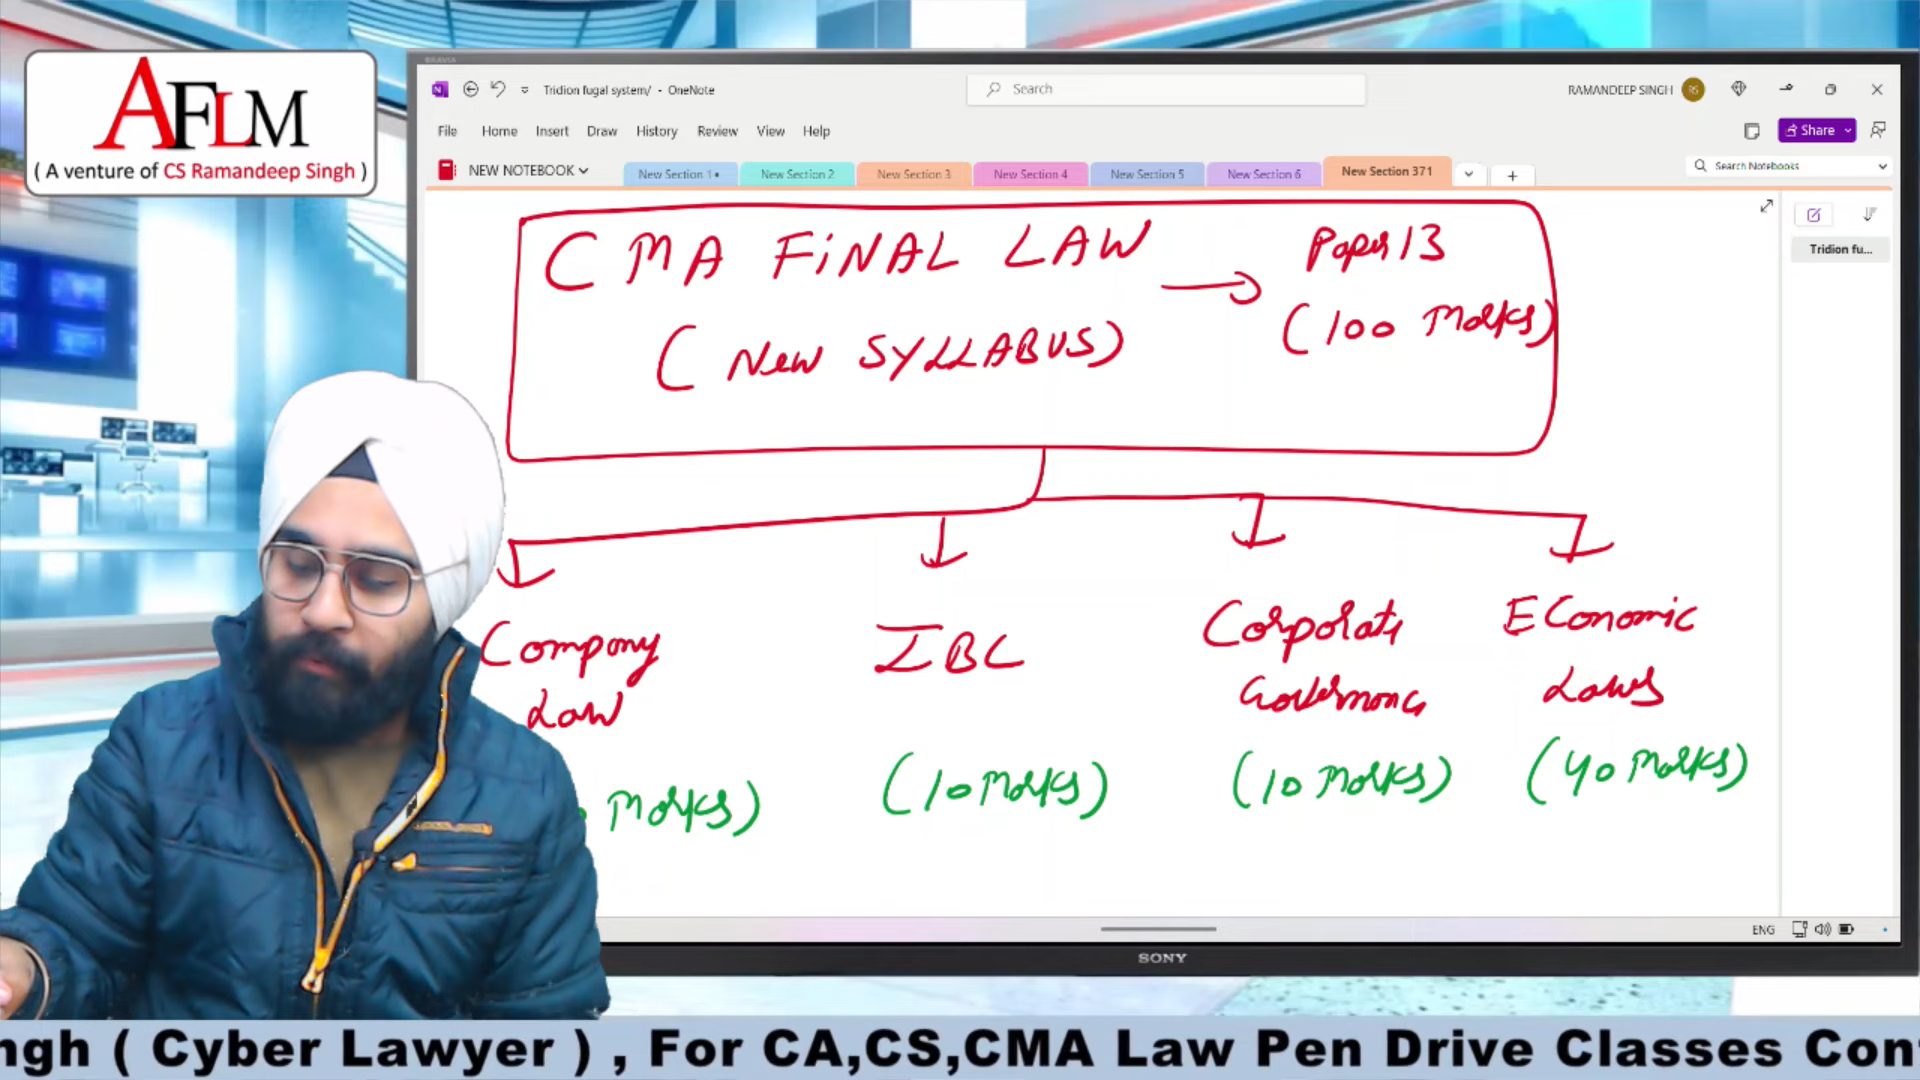 AFLM
( A venture of CS Ramandeep Singh )
BRAVIA
Tridion fugal system/ - OneNote
Search
RAMANDEEP SINGH
RS
File Home Insert Draw History Review View Help
Share
NEW NOTEBOOK
New Section 1
New Section 2
New Section 3
New Section 4
New Section 5
New Section 6
New Section 371
+
Search Notebooks
Tridion fu...
CMA FiNAL LAW → Paper 13
(New SYLLABUS)
(100 Marks)
Company
Law
Marks)
IBC
(10 Marks)
Corporate
Governance
(10 Marks)
Economic
Laws
(40 Marks)
ENG
SONY
ngh ( Cyber Lawyer ) , For CA,CS,CMA Law Pen Drive Classes Con